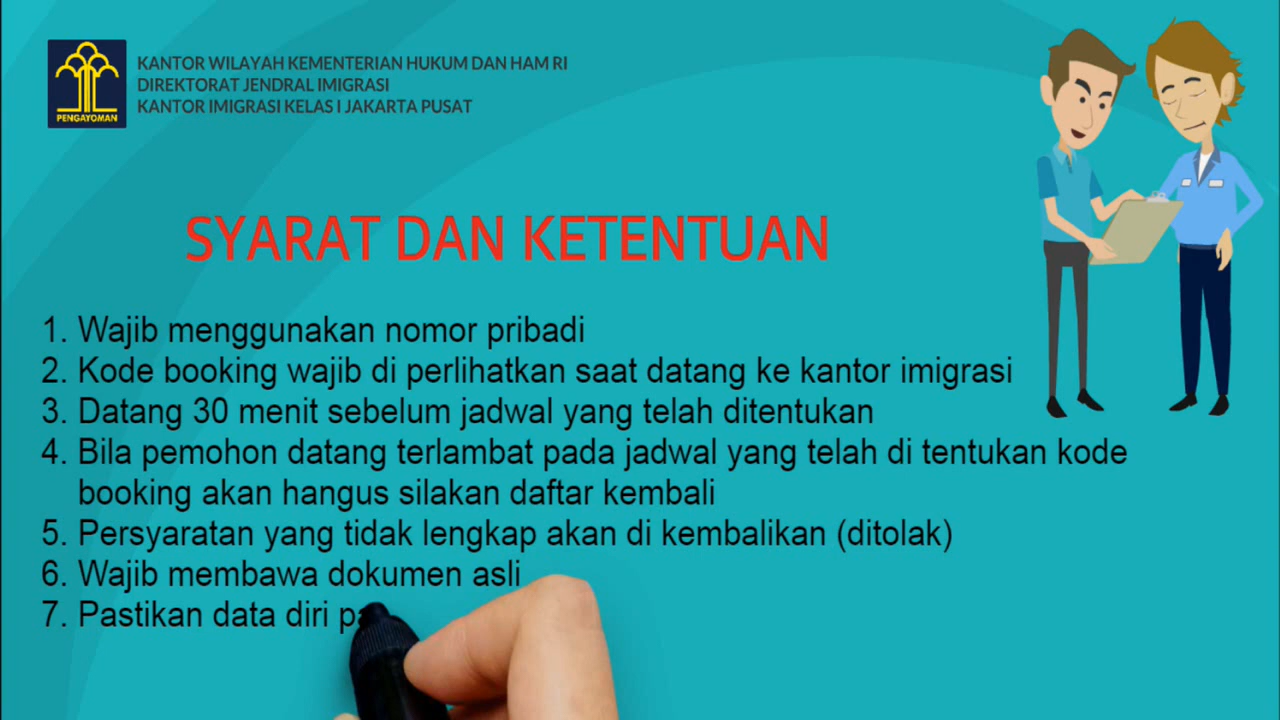 PENGAYOMAN
KANTOR WILAYAH KEMENTERIAN HUKUM DAN HAM RI
DIREKTORAT JENDRAL IMIGRASI
KANTOR IMIGRASI KELAS I JAKARTA PUSAT
SYARAT DAN KETENTUAN
1. Wajib menggunakan nomor pribadi
2. Kode booking wajib di perlihatkan saat datang ke kantor imigrasi
3. Datang 30 menit sebelum jadwal yang telah ditentukan
4. Bila pemohon datang terlambat pada jadwal yang telah di tentukan kode
booking akan hangus silakan daftar kembali
5. Persyaratan yang tidak lengkap akan di kembalikan (ditolak)
6. Wajib membawa dokumen asli
7. Pastikan data diri